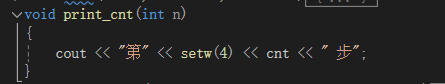 void print_cnt(int n)
{
cout << "第" << setw(4) << cnt << " 步";
}